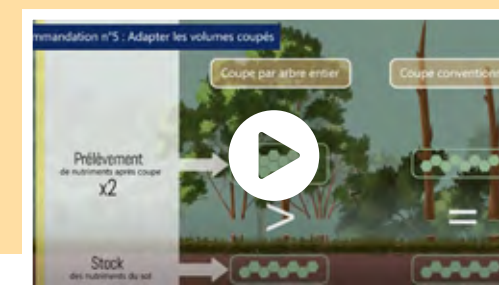 mmandation n°5 : Adapter les volumes coupés
Coupe par arbre entier
Coupe convention
Prélèvement
de nutriments après coupe
x2
>
=
Stock
des nutriments du sol